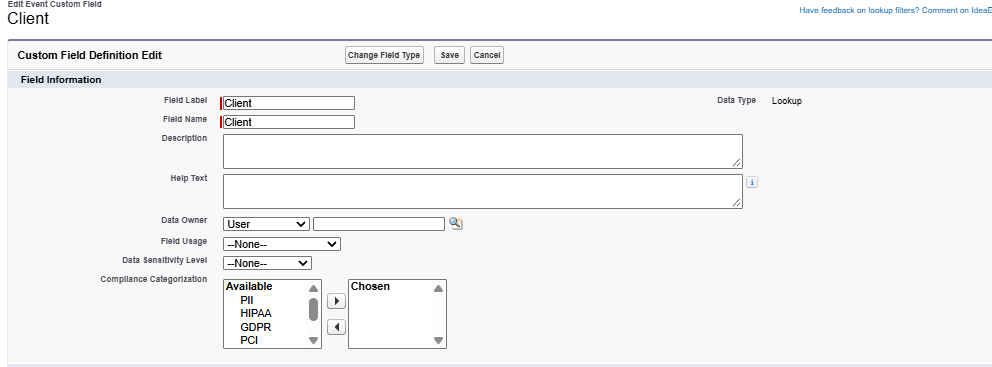 Edit Event Custom Field
Client
Have feedback on lookup filters? Comment on IdeaE
Custom Field Definition Edit
Change Field Type
Save
Cancel
Field Information
Field Label
Client
Data Type
Lookup
Field Name
Client
Description
Help Text
i
Data Owner
User
Field Usage
--None--
Data Sensitivity Level
--None--
Compliance Categorization
Available
PII
HIPAA
GDPR
PCI
Chosen